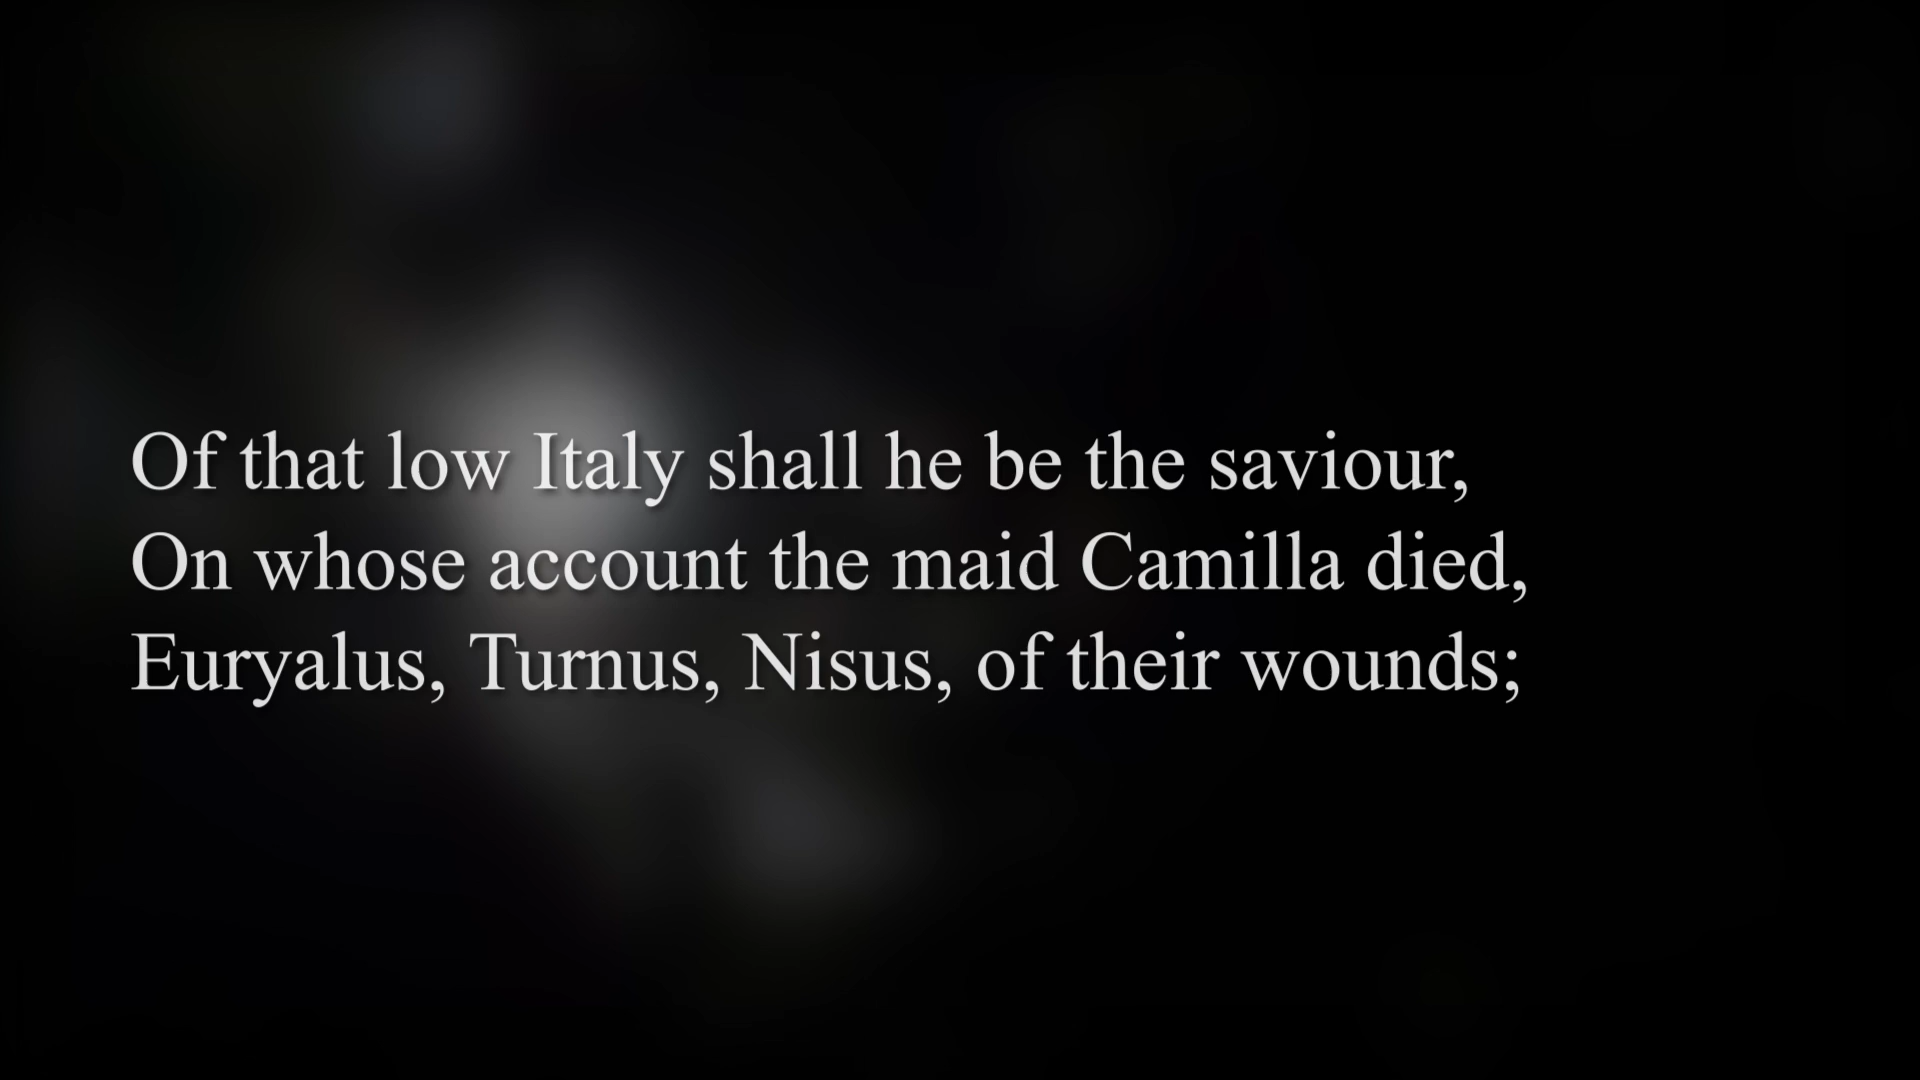 Of that low Italy shall he be the saviour,
On whose account the maid Camilla died,
Euryalus, Turnus, Nisus, of their wounds;